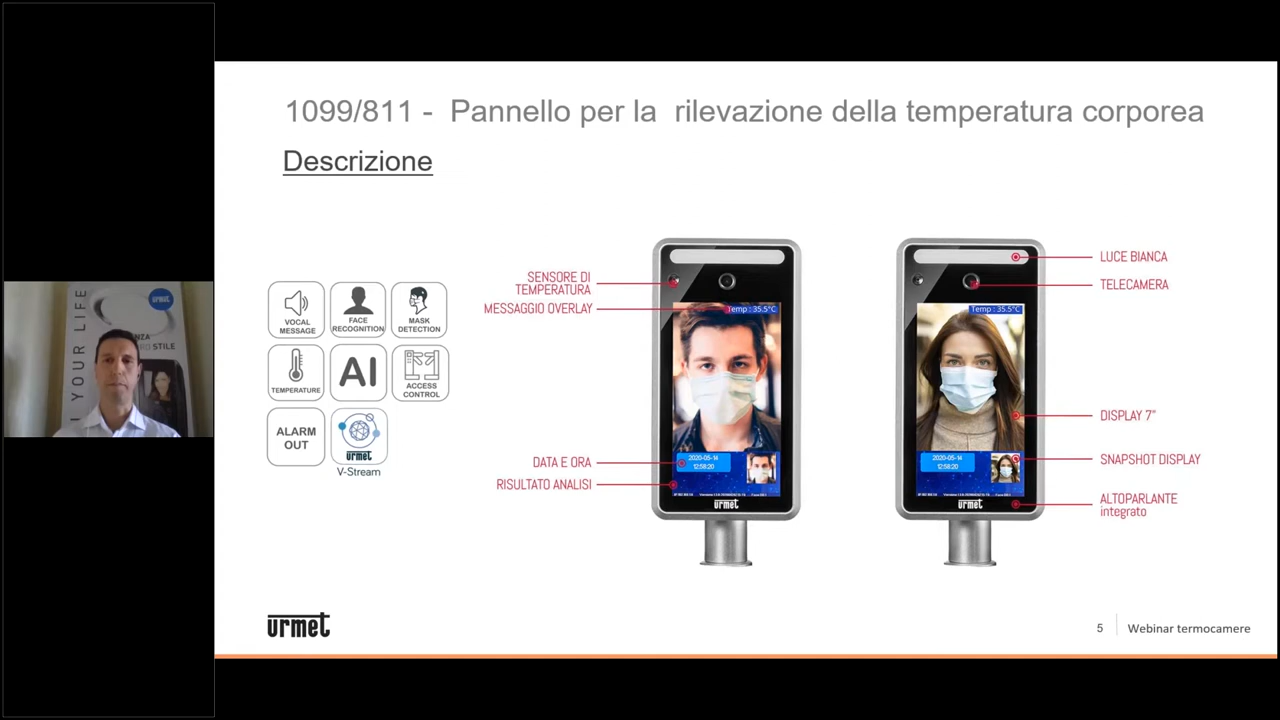 1099/811 - Pannello per la rilevazione della temperatura corporea
Descrizione
VOCAL
MESSAGE
FACE
RECOGNITION
MASK
DETECTION
TEMPERATURE
AI
ACCESS
CONTROL
ALARM
OUT
urmet
V-Stream
SENSORE DI
TEMPERATURA
MESSAGGIO OVERLAY
DATA E ORA
RISULTATO ANALISI
Temp : 35.5°C
2020-05-14
12:58:20
urmet
Temp : 35.5°C
2020-05-14
12:58:20
urmet
LUCE BIANCA
TELECAMERA
DISPLAY 7"
SNAPSHOT DISPLAY
ALTOPARLANTE
integrato
YOUR LIFE
urmet
STILE
urmet
5
Webinar termocamere